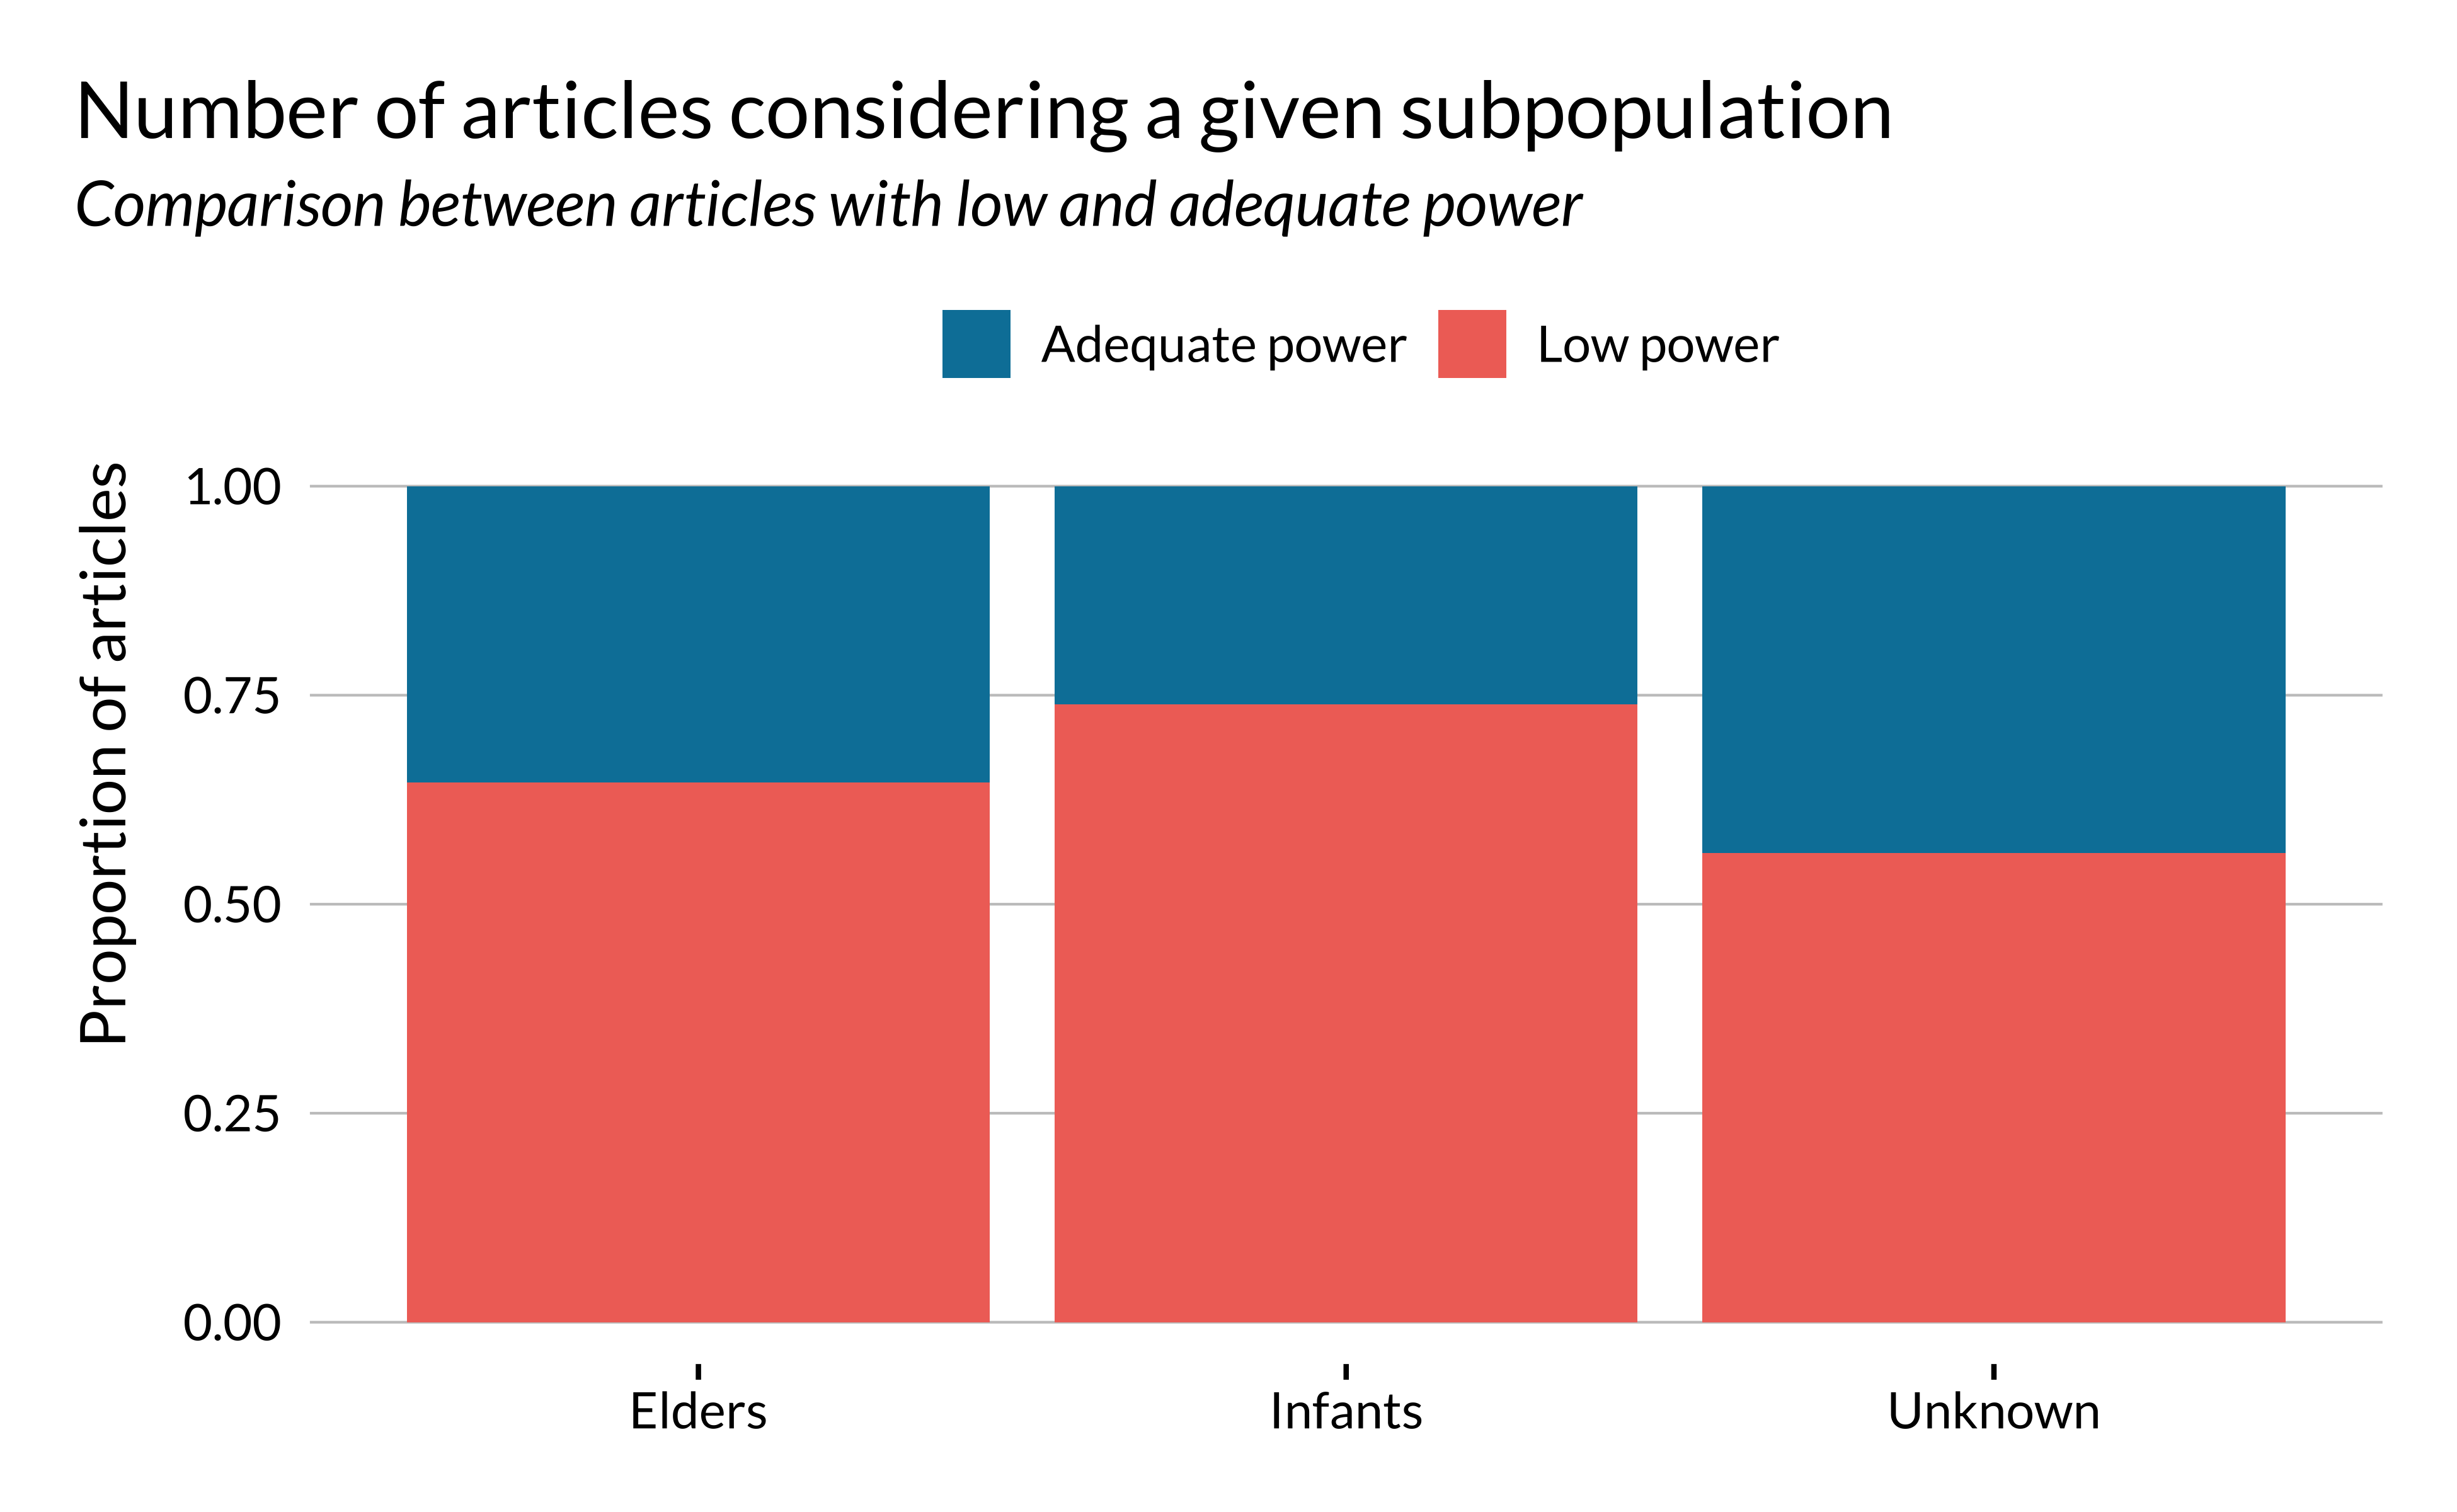 Number of articles considering a given subpopulation
Comparison between articles with low and adequate power
Adequate power
Low power
Proportion of articles
1.00
0.75
0.50
0.25
0.00
Elders
Infants
Unknown